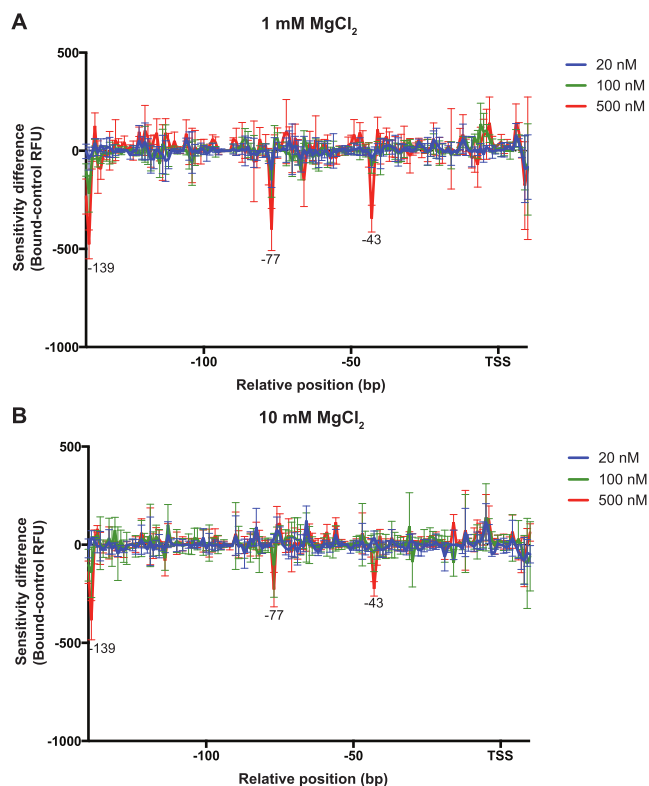 A
1 mM MgCl2
500
0
-500
-1000
Sensitivity difference
(Bound-control RFU)
-139
-77
-43
-100
-50
TSS
Relative position (bp)
20 nM
100 nM
500 nM
B
10 mM MgCl2
500
0
-500
-1000
Sensitivity difference
(Bound-control RFU)
-139
-77
-43
-100
-50
TSS
Relative position (bp)
20 nM
100 nM
500 nM